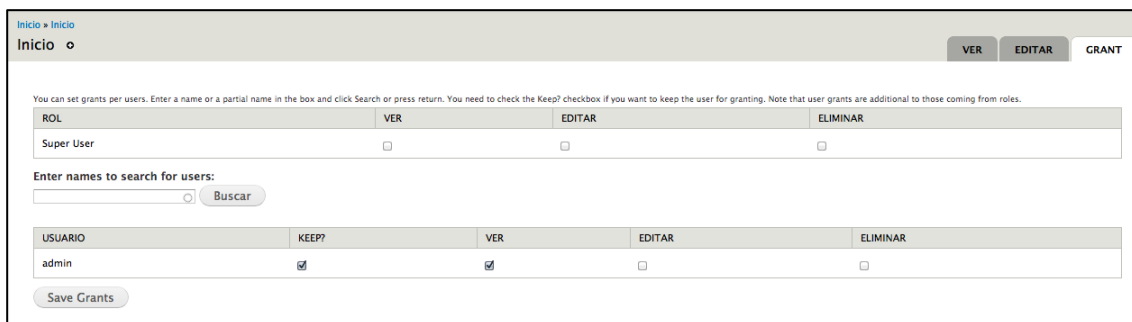 Inicio » Inicio
Inicio
VER EDITAR GRANT
You can set grants per users. Enter a name or a partial name in the box and click Search or press return. You need to check the Keep? checkbox if you want to keep the user for granting. Note that user grants are additional to those coming from roles.
ROL VER EDITAR ELIMINAR
Super User
Enter names to search for users:
Buscar
USUARIO KEEP? VER EDITAR ELIMINAR
admin
Save Grants